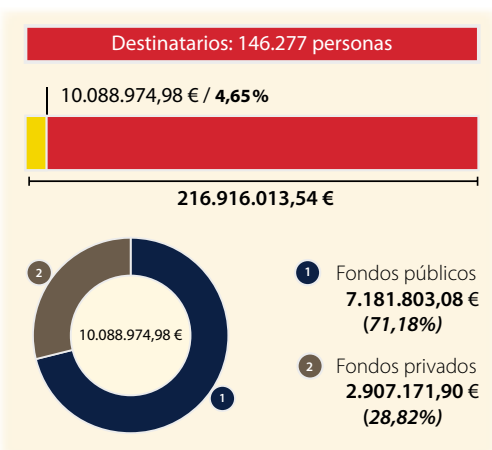 Destinatarios: 146.277 personas
10.088.974,98 € / 4,65%
216.916.013,54 €
2
10.088.974,98 €
1
1 Fondos públicos
7.181.803,08 €
(71,18%)
2 Fondos privados
2.907.171,90 €
(28,82%)